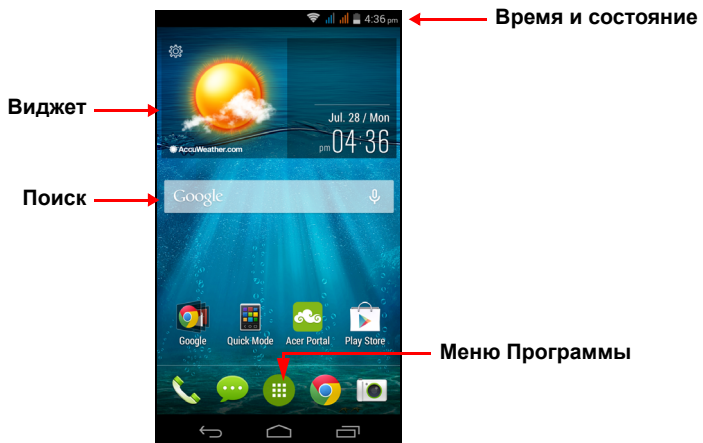 4:36 pm
Время и состояние
Виджет
Jul. 28 / Mon
pm 04:36
AccuWeather.com
Поиск
Google
Google
Quick Mode
Acer Portal
Play Store
Меню Программы